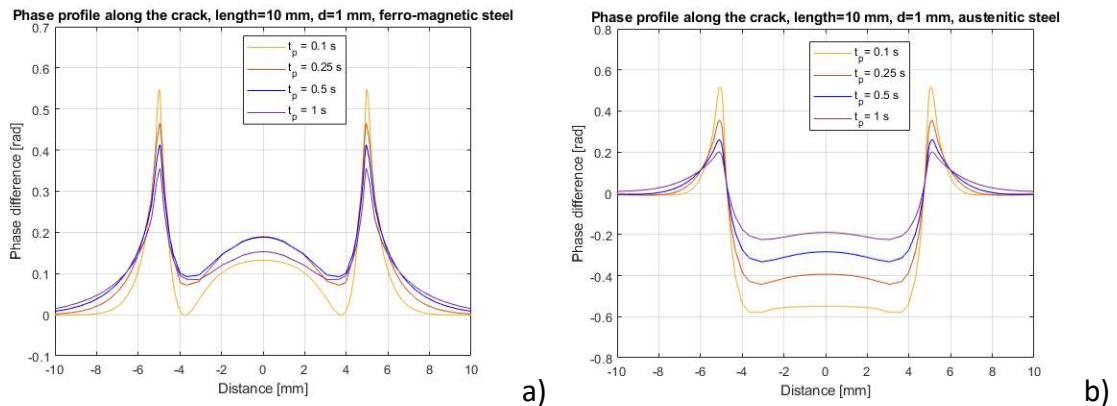 Phase profile along the crack, length=10 mm, d=1 mm, ferro-magnetic steel
0.7
0.6
0.5
0.4
0.3
0.2
0.1
0
-0.1
Phase difference [rad]
t_p = 0.1 s
t_p = 0.25 s
t_p = 0.5 s
t_p = 1 s
-10 -8 -6 -4 -2 0 2 4 6 8 10
Distance [mm]
a)
Phase profile along the crack, length=10 mm, d=1 mm, austenitic steel
0.8
0.6
0.4
0.2
0
-0.2
-0.4
-0.6
-0.8
Phase difference [rad]
t_p = 0.1 s
t_p = 0.25 s
t_p = 0.5 s
t_p = 1 s
-10 -8 -6 -4 -2 0 2 4 6 8 10
Distance [mm]
b)